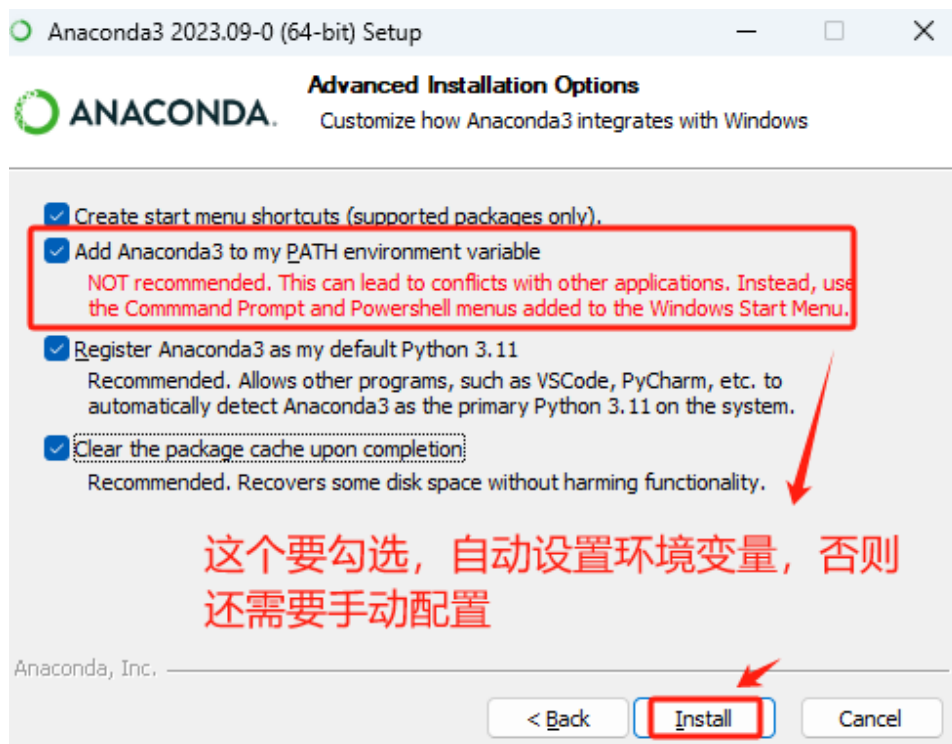 Anaconda3 2023.09-0 (64-bit) Setup
Advanced Installation Options
ANACONDA.
Customize how Anaconda3 integrates with Windows
Create start menu shortcuts (supported packages only).
Add Anaconda3 to my PATH environment variable
NOT recommended. This can lead to conflicts with other applications. Instead, use
the Commmand Prompt and Powershell menus added to the Windows Start Menu.
Register Anaconda3 as my default Python 3.11
Recommended. Allows other programs, such as VSCode, PyCharm, etc. to
automatically detect Anaconda3 as the primary Python 3.11 on the system.
Clear the package cache upon completion
Recommended. Recovers some disk space without harming functionality.
这个要勾选，自动设置环境变量，否则
还需要手动配置
Anaconda, Inc.
< Back Install Cancel